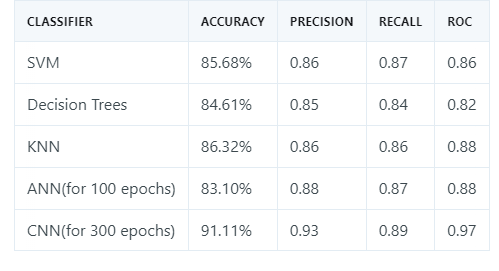 CLASSIFIER ACCURACY PRECISION RECALL ROC
SVM 85.68% 0.86 0.87 0.86
Decision Trees 84.61% 0.85 0.84 0.82
KNN 86.32% 0.86 0.86 0.88
ANN(for 100 epochs) 83.10% 0.88 0.87 0.88
CNN(for 300 epochs) 91.11% 0.93 0.89 0.97